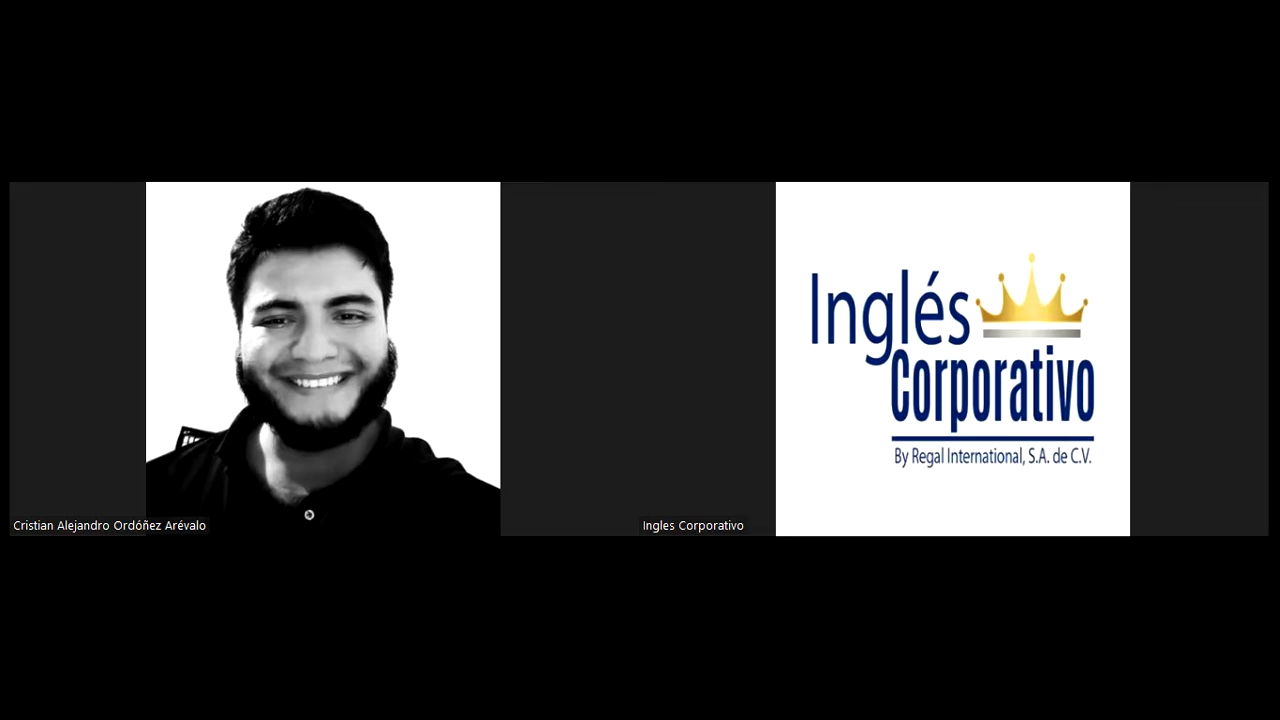 Inglés
Corporativo
By Regal International, S.A. de C.V.
Cristian Alejandro Ordóñez Arévalo
Ingles Corporativo